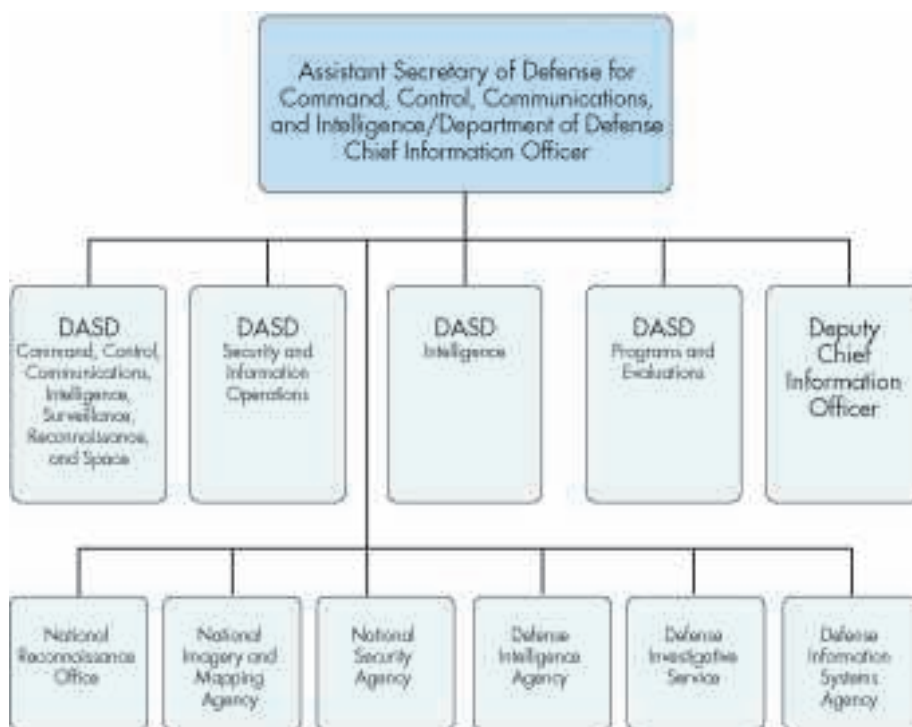 Assistant Secretary of Defense for
Command, Control, Communications,
and Intelligence/Department of Defense
Chief Information Officer
DASD
Command, Control,
Communications,
Intelligence,
Surveillance,
Reconnaissance,
and Space
DASD
Security and
Information
Operations
DASD
Intelligence
DASD
Programs and
Evaluations
Deputy
Chief
Information
Officer
National
Reconnaissance
Office
National
Imagery and
Mapping
Agency
National
Security
Agency
Defense
Intelligence
Agency
Defense
Investigative
Service
Defense
Information
Systems
Agency